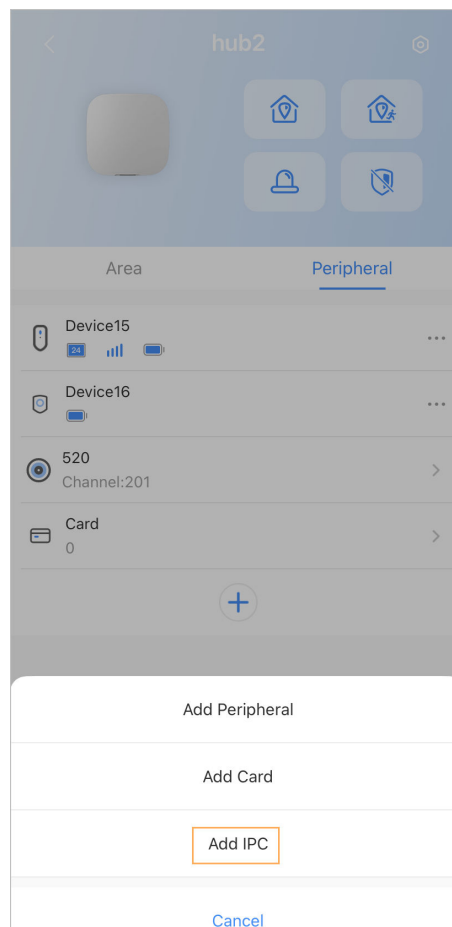 hub2
Area
Peripheral
Device15
24
Device16
520
Channel:201
Card
0
Add Peripheral
Add Card
Add IPC
Cancel